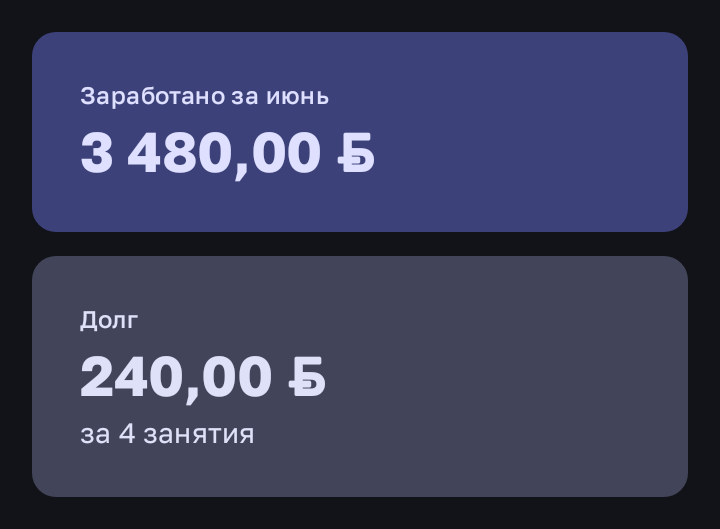 Заработано за июнь
3 480,00 Ƃ
Долг
240,00 Ƃ
за 4 занятия